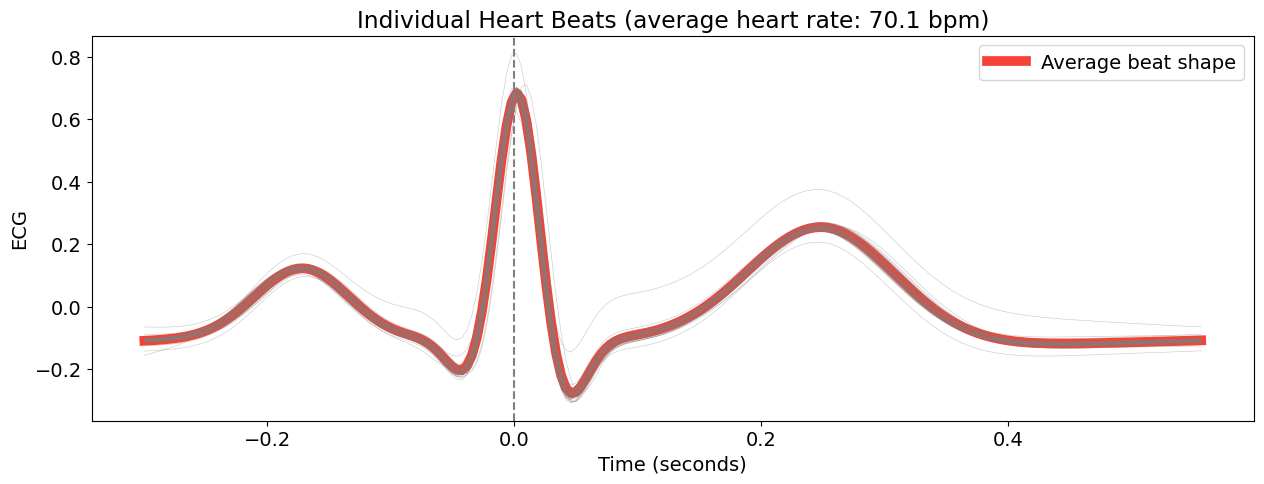 Individual Heart Beats (average heart rate: 70.1 bpm)
Average beat shape
ECG
0.8
0.6
0.4
0.2
0.0
−0.2
−0.2
0.0
0.2
0.4
Time (seconds)